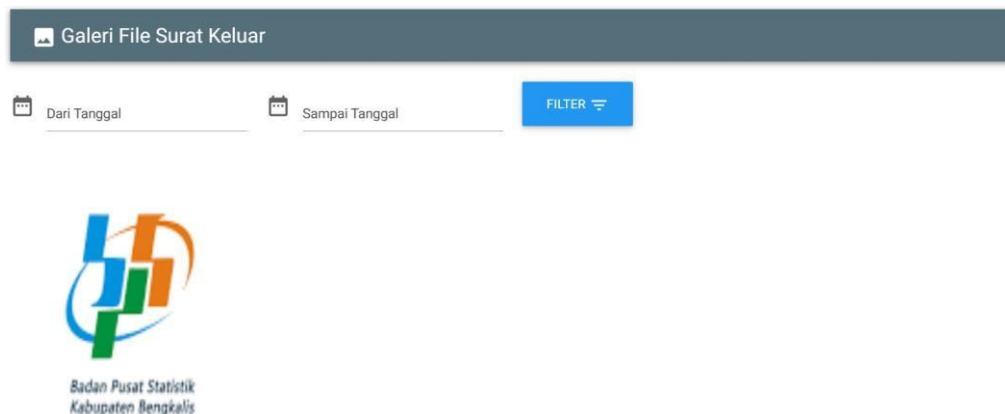 Galeri File Surat Keluar
Dari Tanggal Sampai Tanggal FILTER
Badan Pusat Statistik
Kabupaten Bengkalis